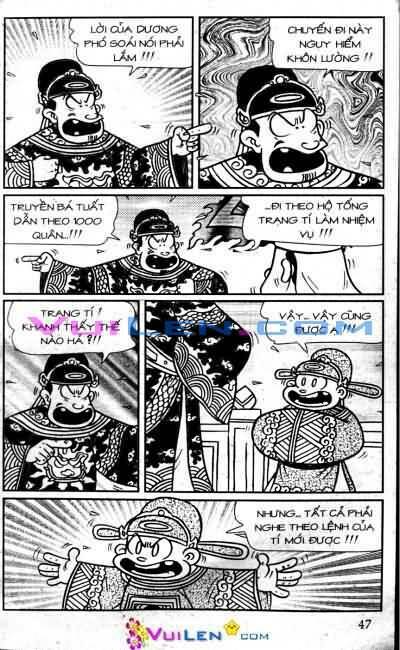 LỜI CỦA DƯƠNG
PHÓ SOÁI NÓI PHẢI
LẮM !!!
CHUYẾN ĐI NÀY
NGUY HIỂM
KHÔN LƯỜNG !!
TRUYỀN BÁ TUẤT
DẪN THEO 1000
QUÂN...!!!
...ĐI THEO HỘ TỐNG
TRẠNG TÍ LÀM NHIỆM
VỤ !!!
TRẠNG TÍ !
KHANH THẤY THẾ
NÀO HẢ ?!!
VẬY... VẬY CŨNG
ĐƯỢC Ạ !!!
VUILEN.COM
NHƯNG... TẤT CẢ PHẢI
NGHE THEO LỆNH CỦA
TÍ MỚI ĐƯỢC !!!
47
VUILEN.COM